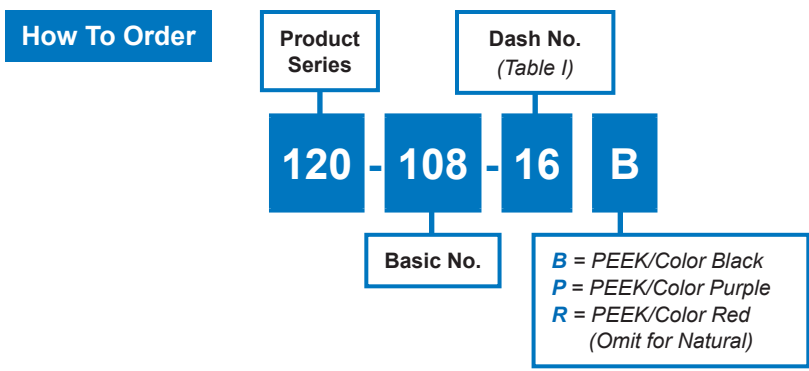 How To Order
Product
Series
Dash No.
(Table I)
120 - 108 - 16 B
Basic No.
B = PEEK/Color Black
P = PEEK/Color Purple
R = PEEK/Color Red
(Omit for Natural)